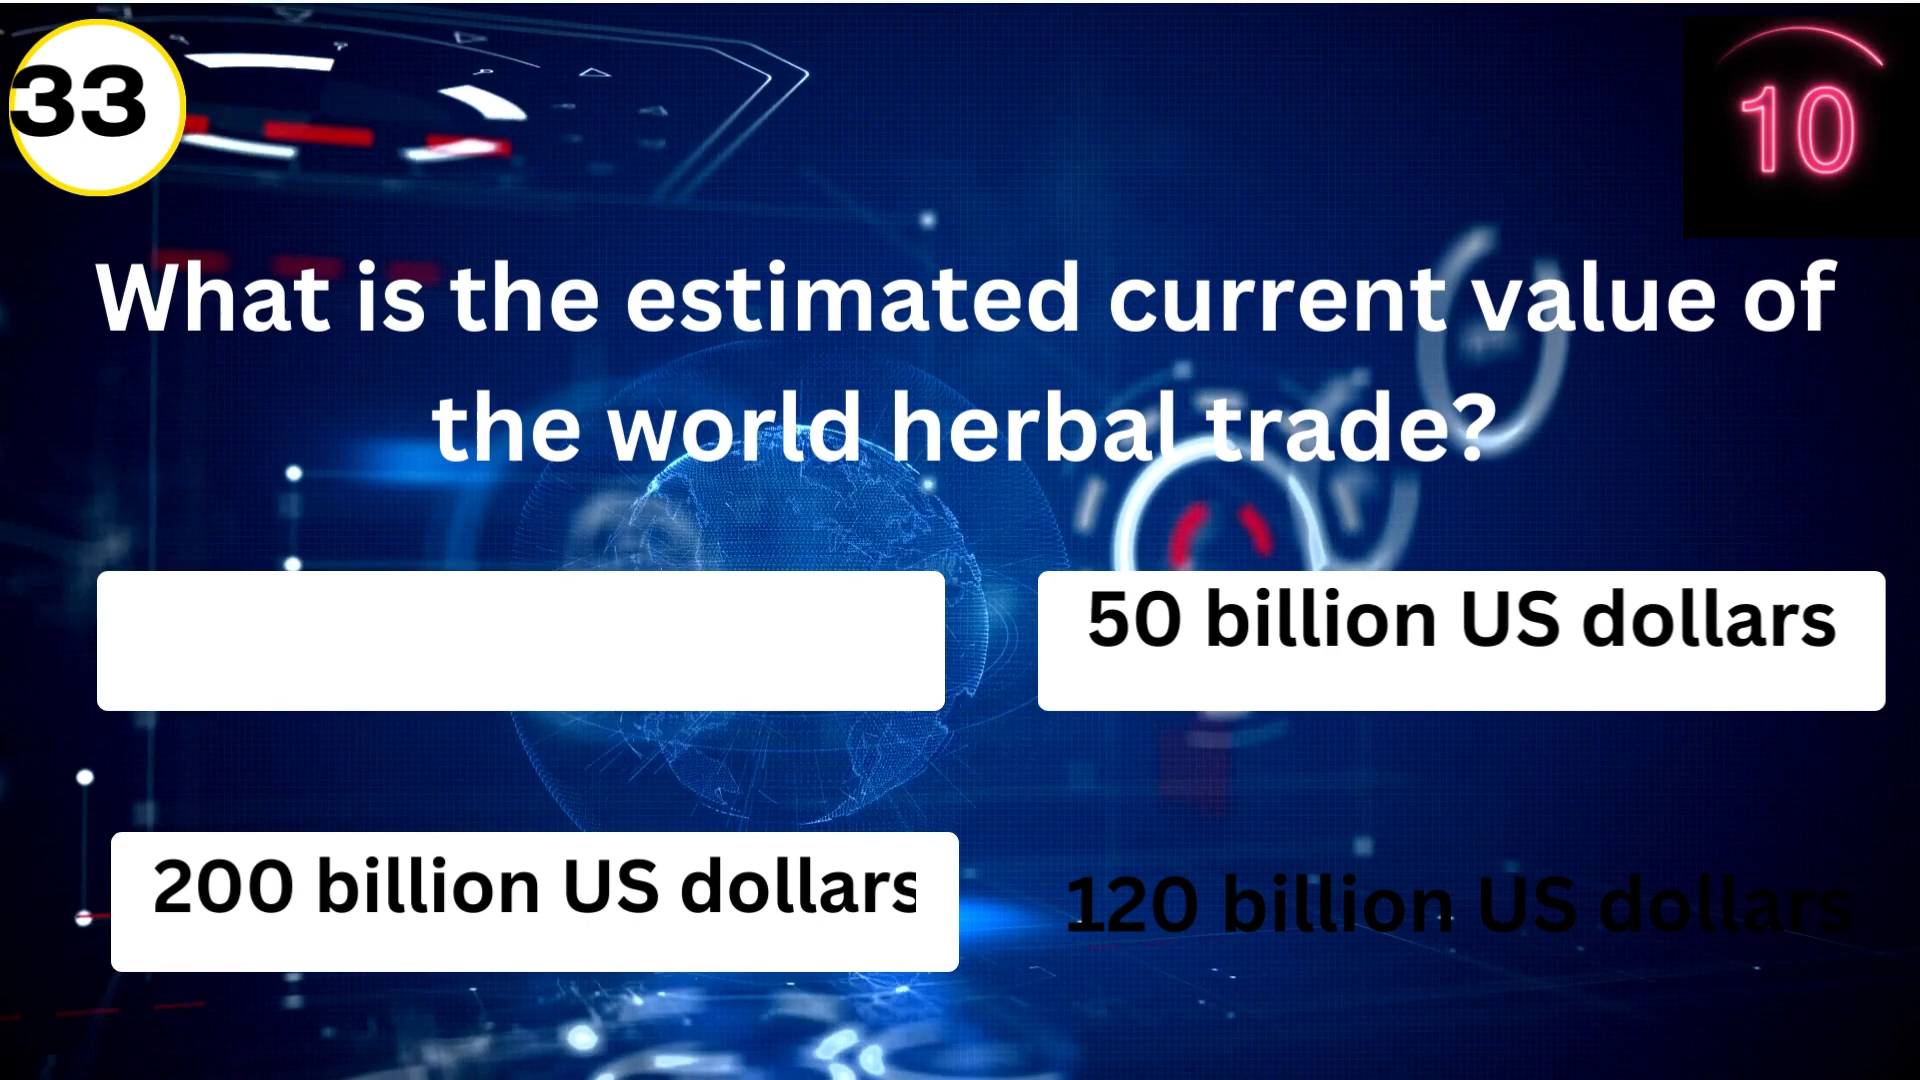 33
10
What is the estimated current value of
the world herbal trade?
50 billion US dollars
200 billion US dollars
120 billion US dollars